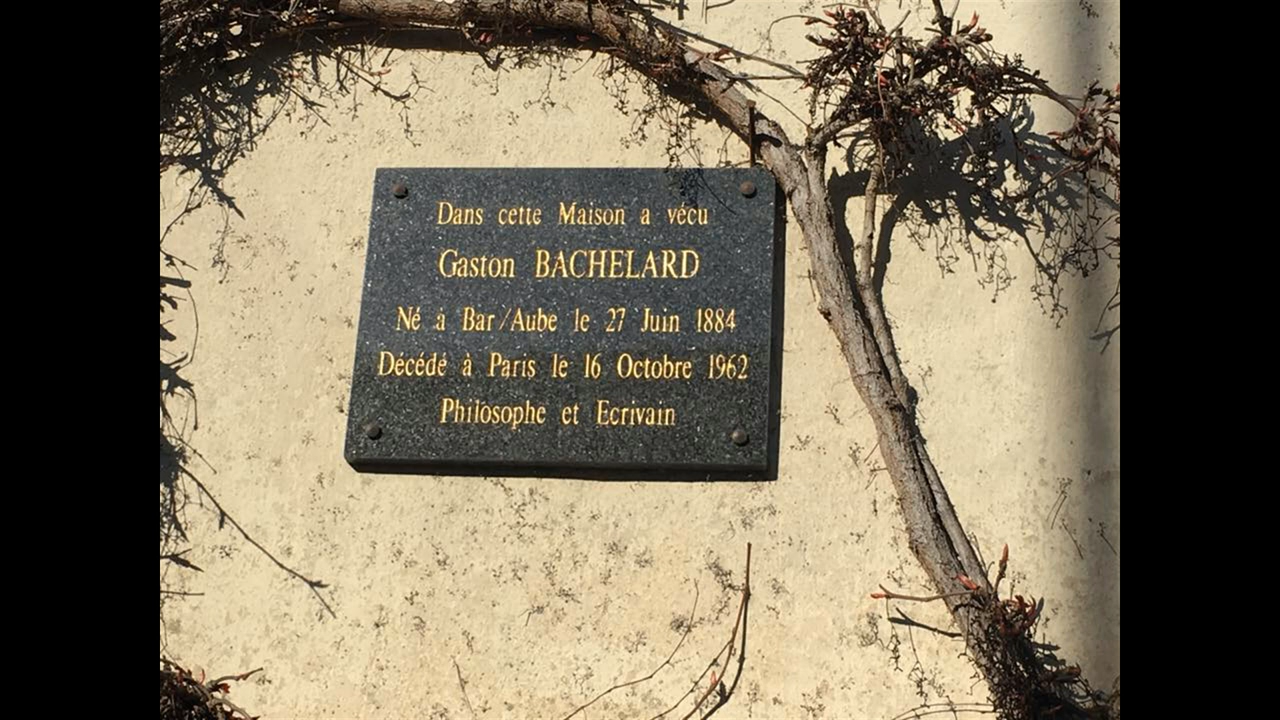 Dans cette Maison a vécu
Gaston BACHELARD
Né à Bar/Aube le 27 Juin 1884
Décédé à Paris le 16 Octobre 1962
Philosophe et Ecrivain